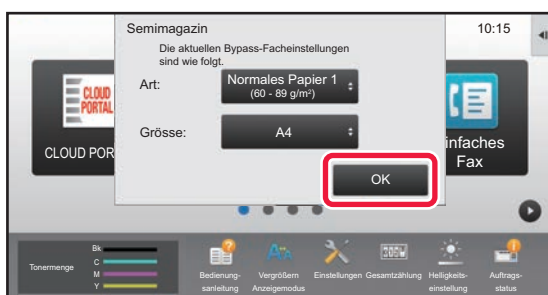 Semimagazin
10:15
Die aktuellen Bypass-Facheinstellungen
sind wie folgt.
Art:
Normales Papier 1
(60 - 89 g/m²)
Grösse:
A4
OK
CLOUD
PORTAL
CLOUD POR
infaches
Fax
Tonermenge
Bk
C
M
Y
Bedienung-
sanleitung
Vergrößern
Anzeigemodus
Einstellungen
Gesamtzählung
Helligkeits-
einstellung
Auftrags-
status